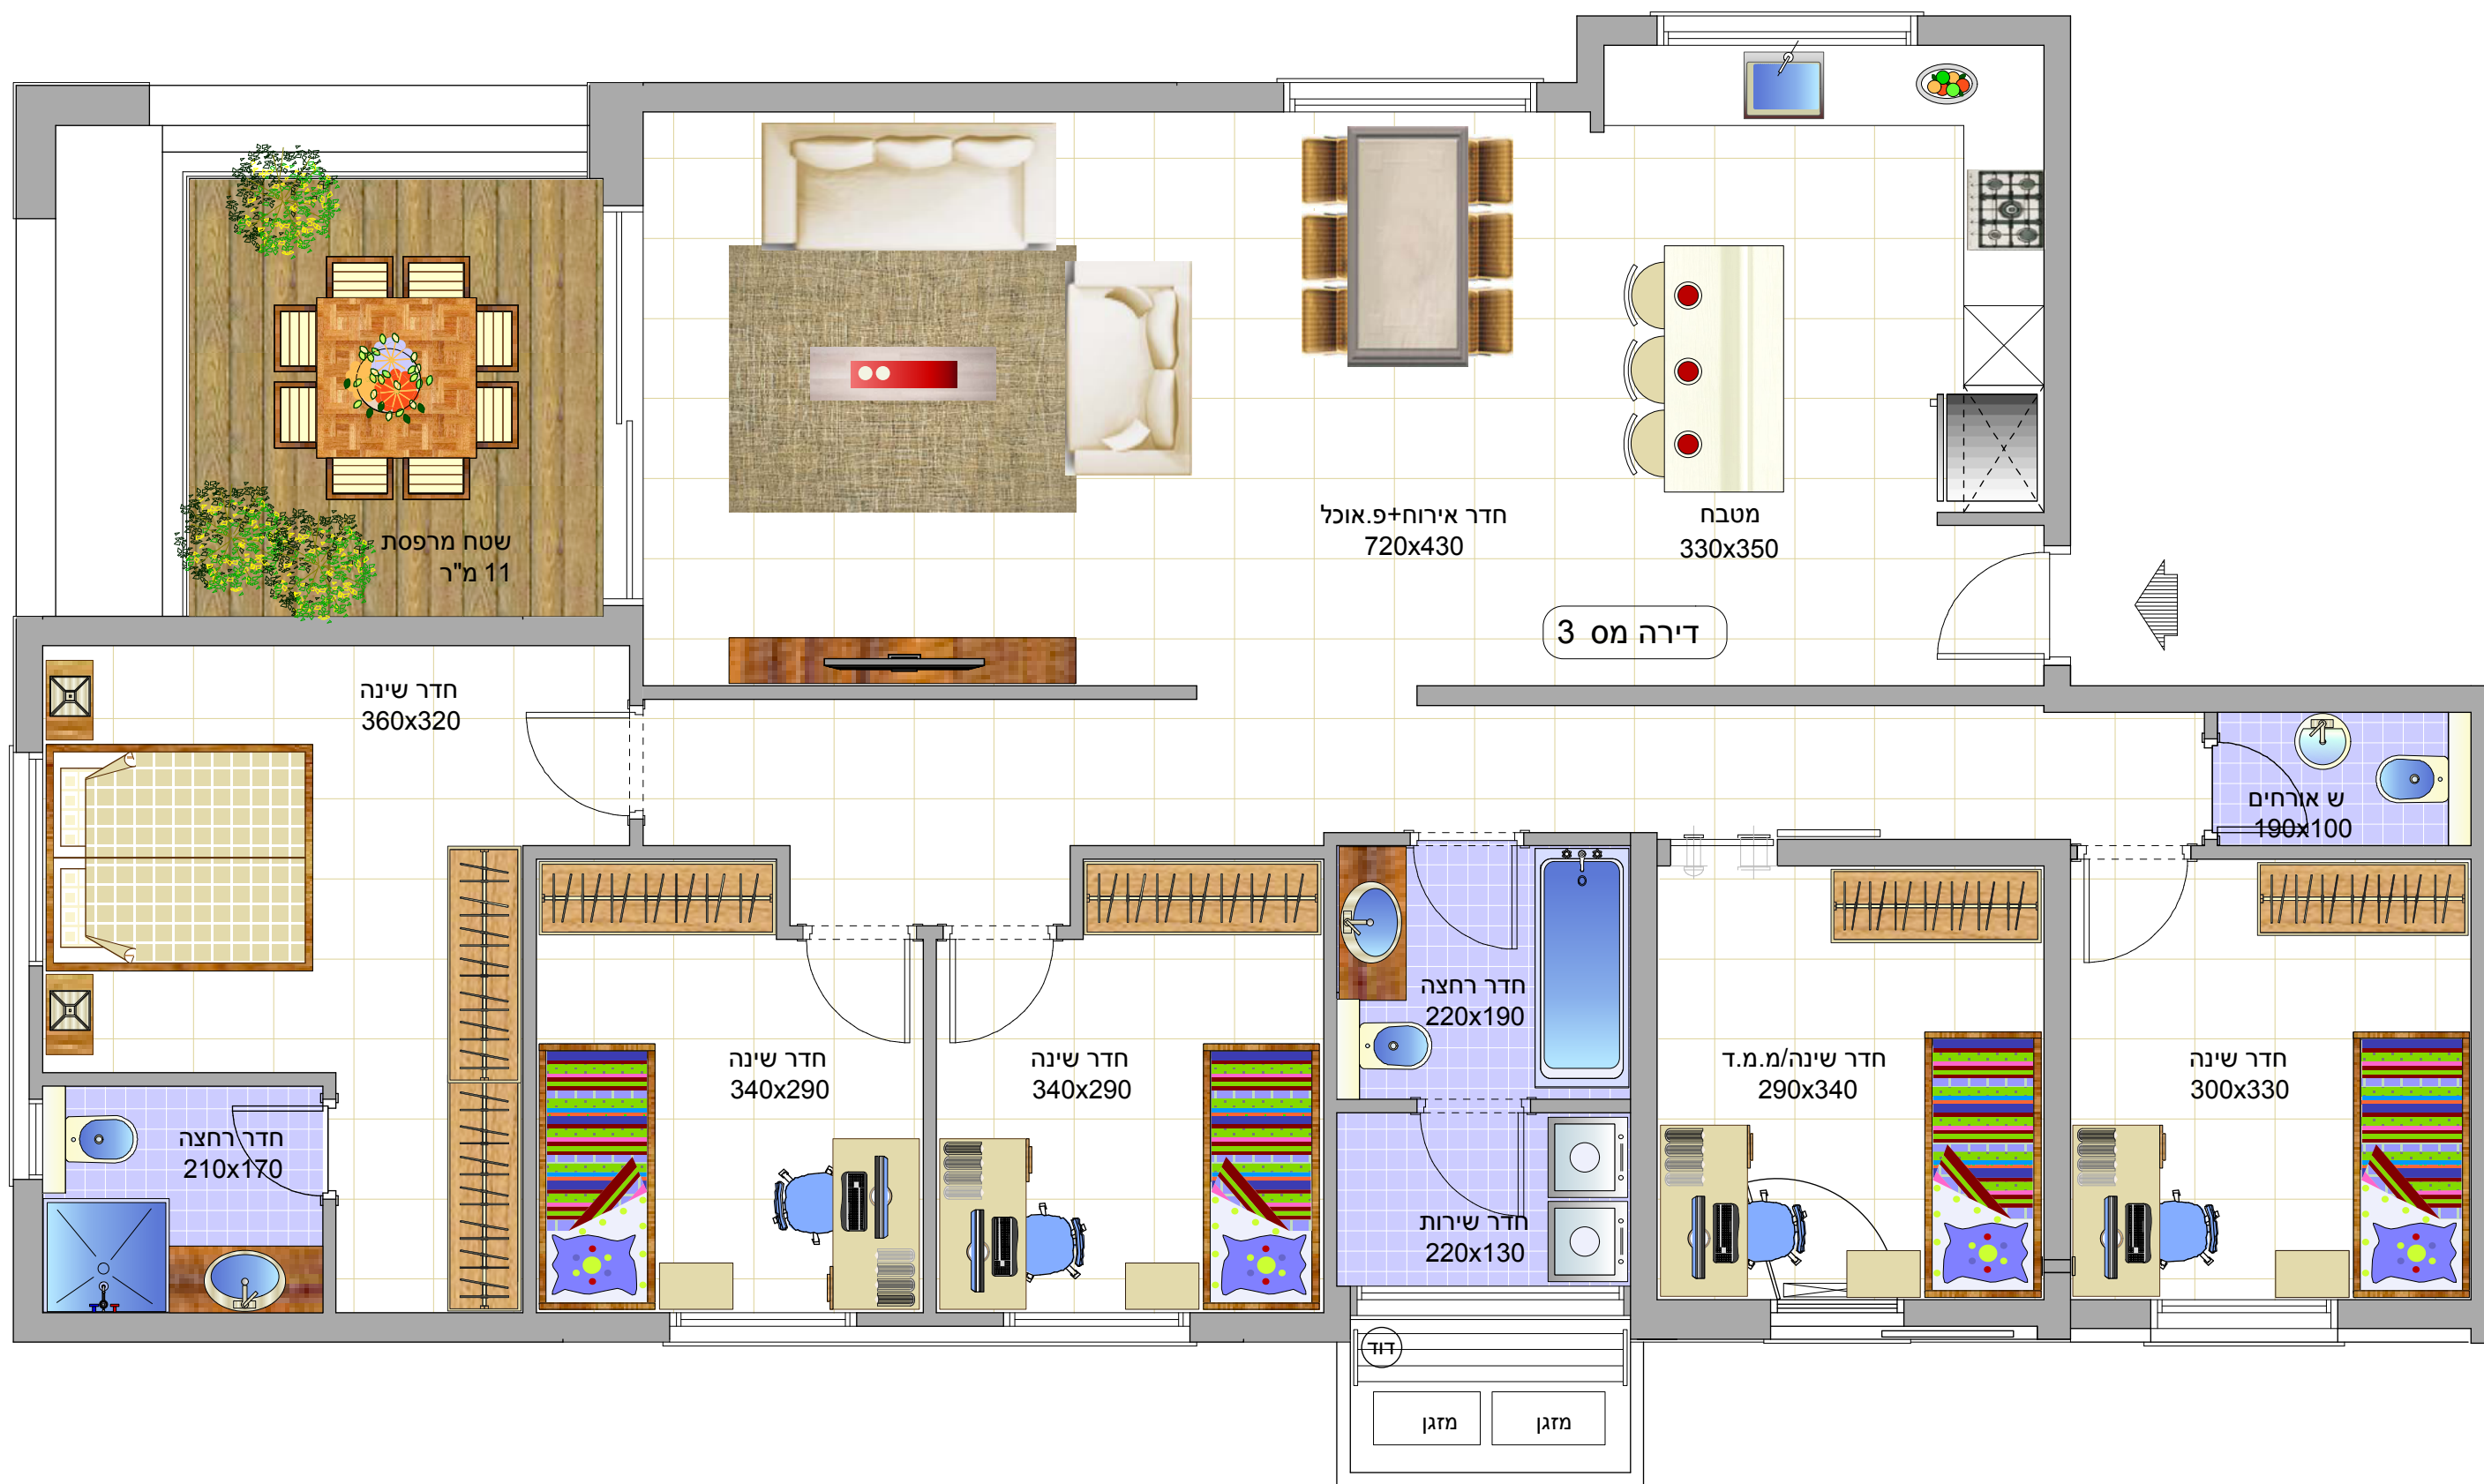 חדר אירוח+פ.אוכל
720x430
מטבח
330x350
שטח מרפסת
11 מ"ר
דירה מס 3
חדר שינה
360x320
ש אורחים
190x100
חדר רחצה
220x190
חדר שינה
340x290
חדר שינה
340x290
חדר שינה/מ.מ.ד
290x340
חדר שינה
300x330
חדר רחצה
210x170
חדר שירות
220x130
דוד
מזגן
מזגן